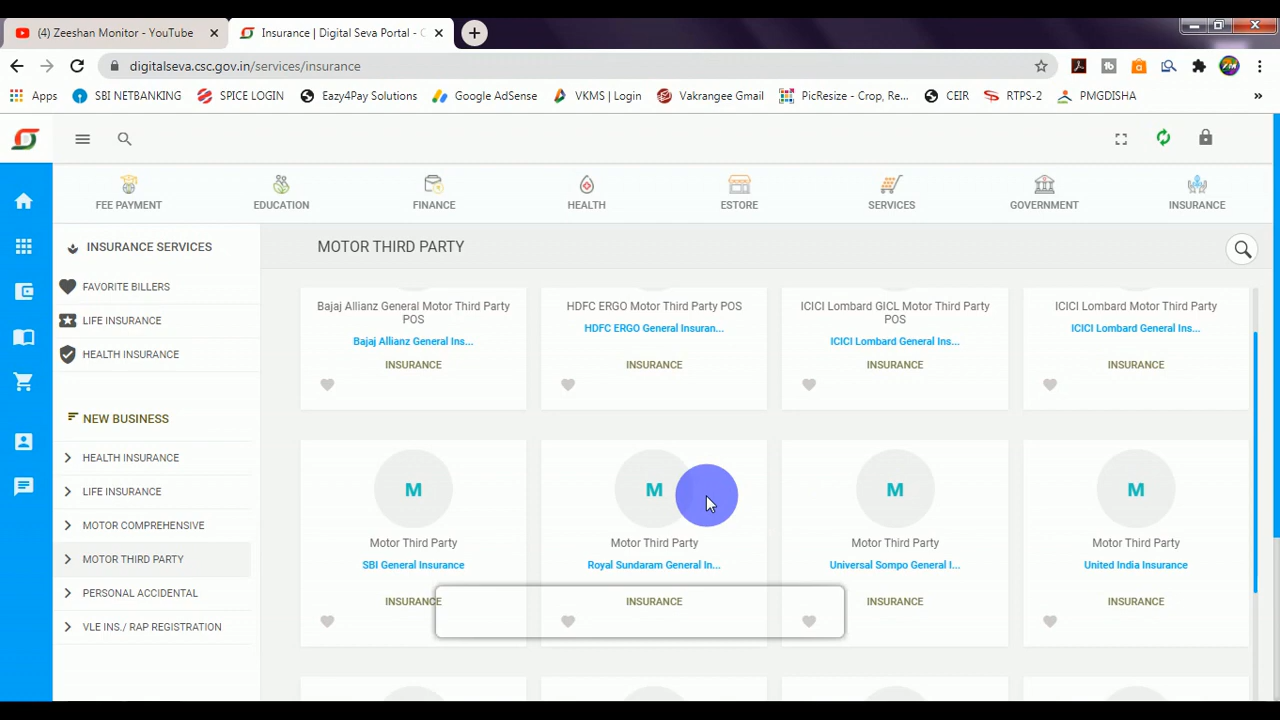 (4) Zeeshan Monitor - YouTube
Insurance | Digital Seva Portal - C
digitalseva.csc.gov.in/services/insurance
Apps
SBI NETBANKING
SPICE LOGIN
Eazy4Pay Solutions
Google AdSense
VKMS | Login
Vakrangee Gmail
PicResize - Crop, Re...
CEIR
RTPS-2
PMGDISHA
»
FEE PAYMENT
EDUCATION
FINANCE
HEALTH
ESTORE
SERVICES
GOVERNMENT
INSURANCE
INSURANCE SERVICES
FAVORITE BILLERS
LIFE INSURANCE
HEALTH INSURANCE
NEW BUSINESS
HEALTH INSURANCE
LIFE INSURANCE
MOTOR COMPREHENSIVE
MOTOR THIRD PARTY
PERSONAL ACCIDENTAL
VLE INS./ RAP REGISTRATION
MOTOR THIRD PARTY
Bajaj Allianz General Motor Third Party
POS
Bajaj Allianz General Ins...
INSURANCE
HDFC ERGO Motor Third Party POS
HDFC ERGO General Insuran...
INSURANCE
ICICI Lombard GICL Motor Third Party
POS
ICICI Lombard General Ins...
INSURANCE
ICICI Lombard Motor Third Party
ICICI Lombard General Ins...
INSURANCE
M
Motor Third Party
SBI General Insurance
INSURANCE
M
Motor Third Party
Royal Sundaram General In...
INSURANCE
M
Motor Third Party
Universal Sompo General I...
INSURANCE
M
Motor Third Party
United India Insurance
INSURANCE